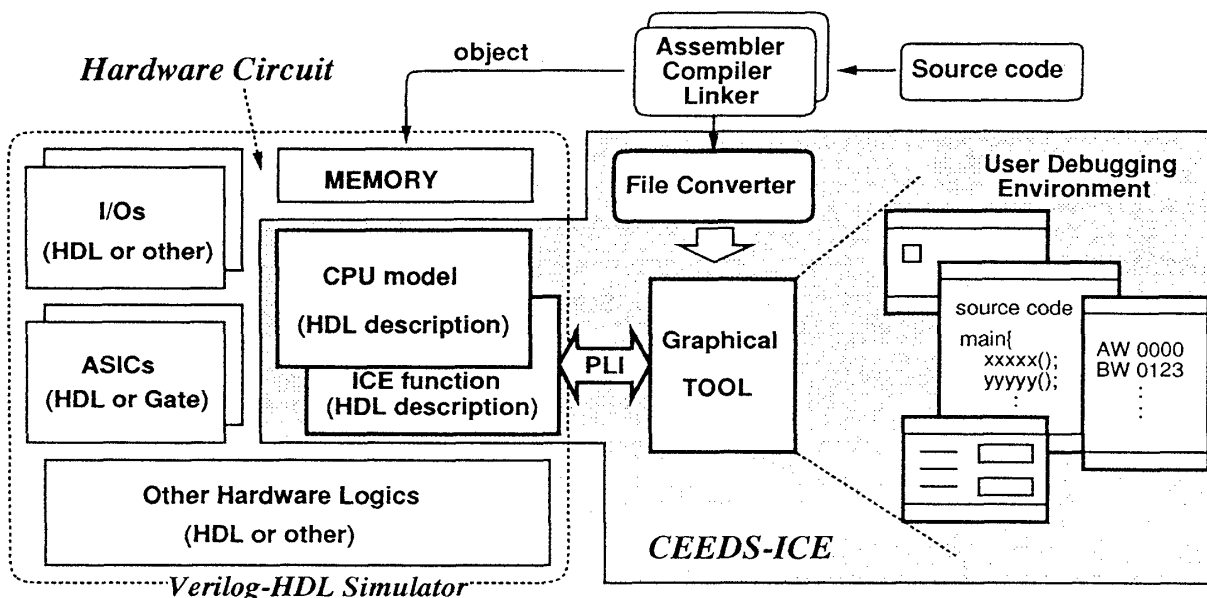 Hardware Circuit
object
Assembler
Compiler
Linker
Source code
MEMORY
I/Os
(HDL or other)
File Converter
User Debugging
Environment
CPU model
(HDL description)
ICE function
(HDL description)
ASICs
(HDL or Gate)
PLI
Graphical
TOOL
source code
main{
xxxxx();
yyyyy();
AW 0000
BW 0123
Other Hardware Logics
(HDL or other)
CEEDS-ICE
Verilog-HDL Simulator